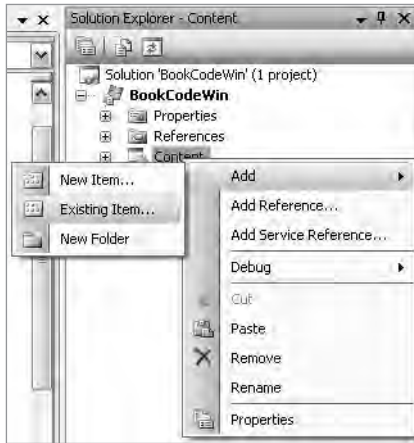 Solution Explorer - Content
Solution 'BookCodeWin' (1 project)
BookCodeWin
Properties
References
Content
New Item...
Existing Item...
New Folder
Add
Add Reference...
Add Service Reference...
Debug
Cut
Paste
Remove
Rename
Properties